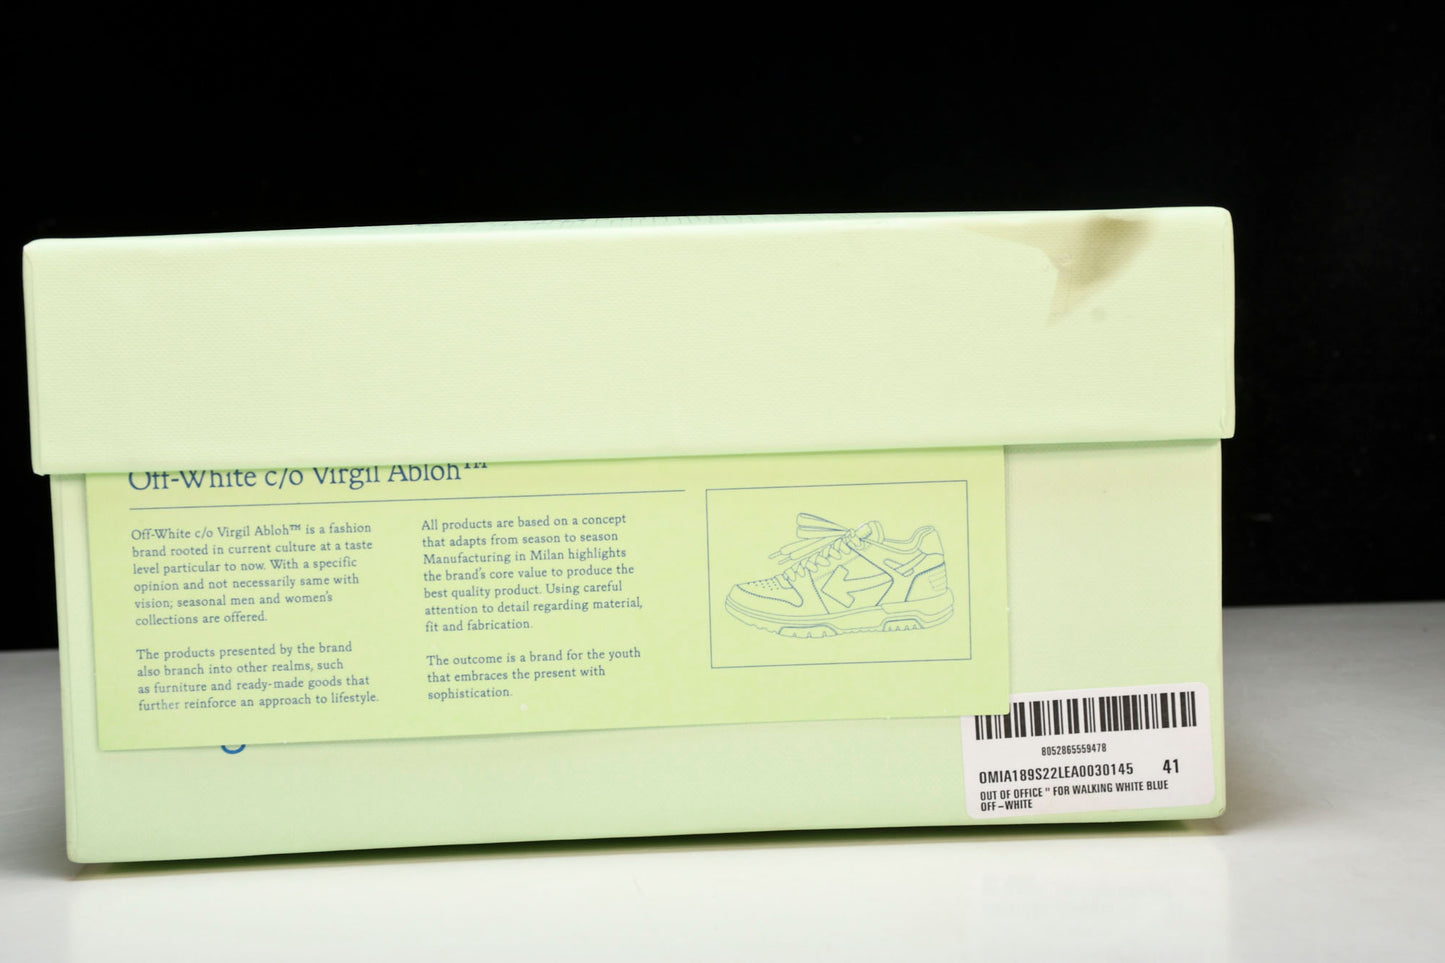 Off-White c/o Virgil Abloh™
Off-White c/o Virgil Abloh™ is a fashion
brand rooted in current culture at a taste
level particular to now. With a specific
opinion and not necessarily same with
vision; seasonal men and women's
collections are offered.
The products presented by the brand
also branch into other realms, such
as furniture and ready-made goods that
further reinforce an approach to lifestyle.
All products are based on a concept
that adapts from season to season
Manufacturing in Milan highlights
the brand's core value to produce the
best quality product. Using careful
attention to detail regarding material,
fit and fabrication.
The outcome is a brand for the youth
that embraces the present with
sophistication.
8052865559478
OMIA189S22LEA0030145 41
OUT OF OFFICE " FOR WALKING WHITE BLUE
OFF-WHITE